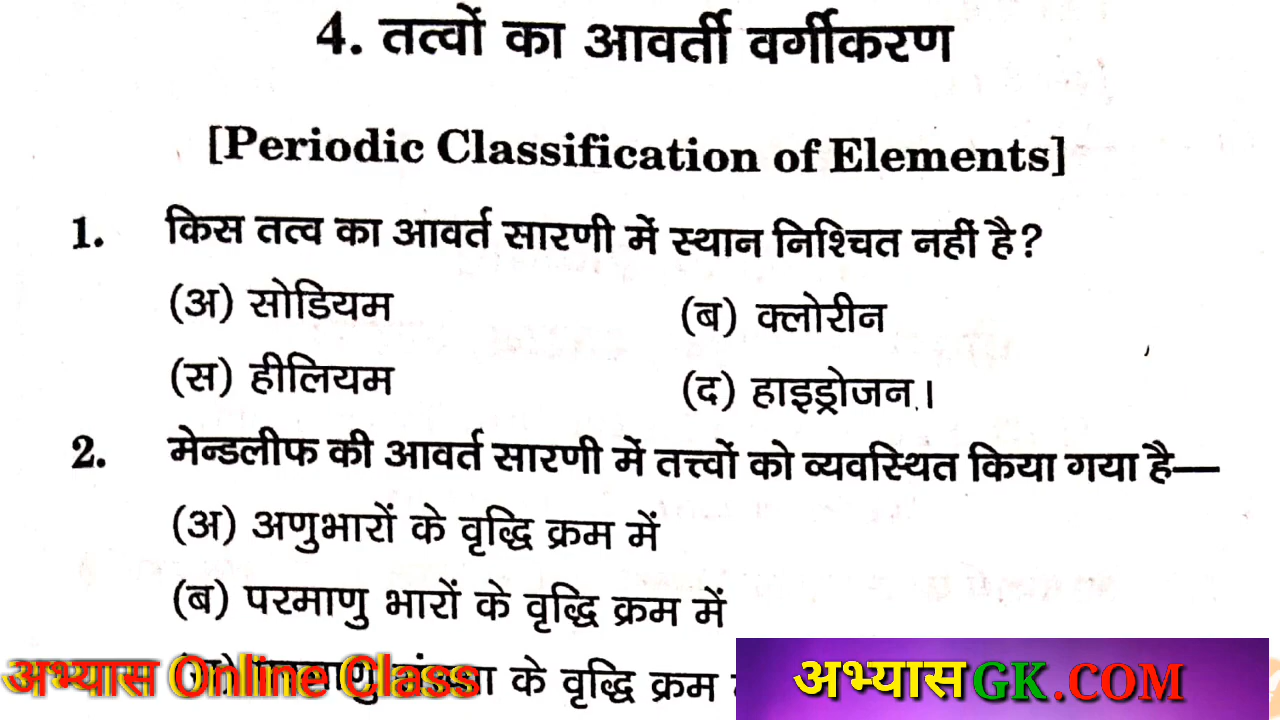 4. तत्वों का आवर्ती वर्गीकरण
[Periodic Classification of Elements]
1. किस तत्व का आवर्त सारणी में स्थान निश्चित नहीं है?
(अ) सोडियम (ब) क्लोरीन
(स) हीलियम (द) हाइड्रोजन।
2. मेन्डलीफ की आवर्त सारणी में तत्त्वों को व्यवस्थित किया गया है—
(अ) अणुभारों के वृद्धि क्रम में
(ब) परमाणु भारों के वृद्धि क्रम में
के वृद्धि क्रम
अभ्यास Online Class
अभ्यासGK.COM